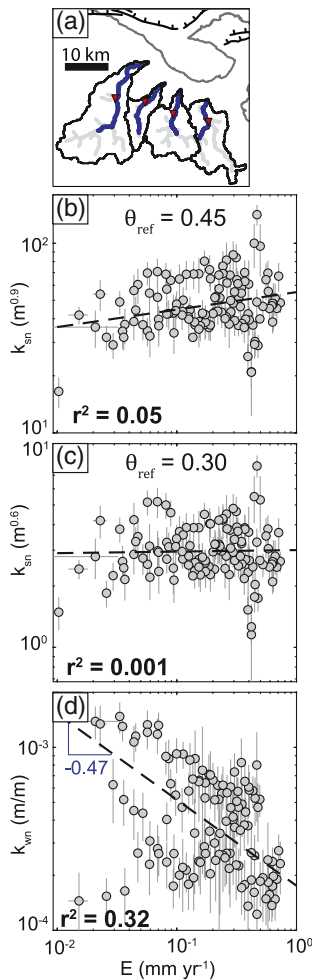 (a)
10 km
(b)
θref = 0.45
10²
ksn (m⁰·⁹)
10¹
r² = 0.05
(c)
10¹
θref = 0.30
ksn (m⁰·⁶)
10⁰
r² = 0.001
(d)
10⁻³
-0.47
kwn (m/m)
10⁻⁴
r² = 0.32
10⁻² 10⁻¹ 10⁰
E (mm yr⁻¹)